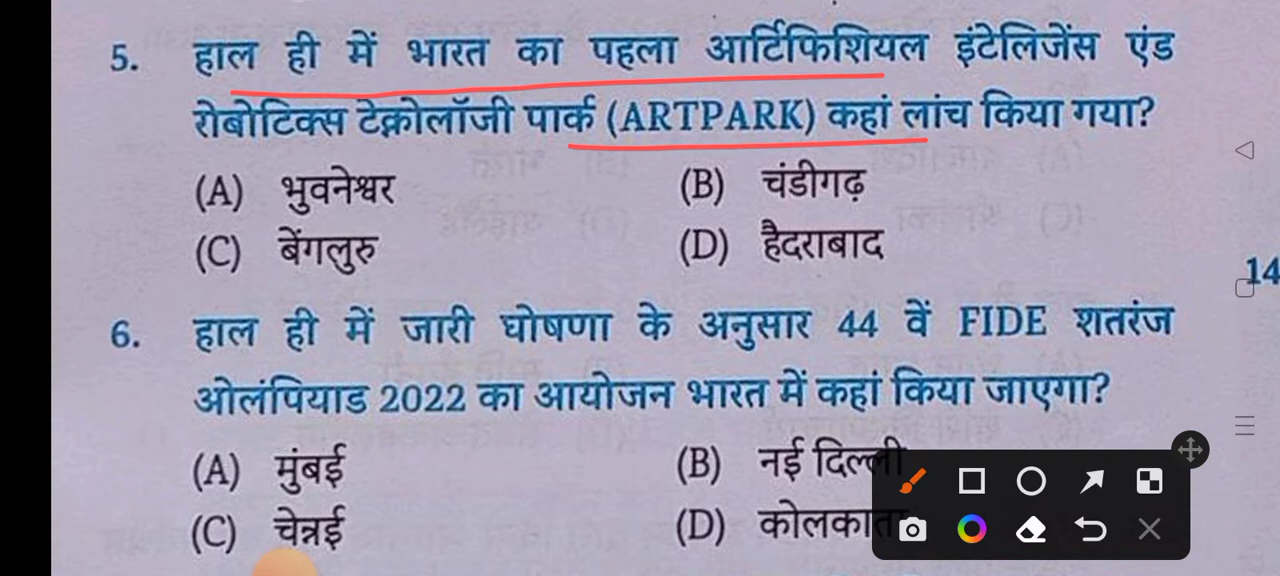 5. हाल ही में भारत का पहला आर्टिफिशियल इंटेलिजेंस एंड
रोबोटिक्स टेक्नोलॉजी पार्क (ARTPARK) कहां लांच किया गया?
(A) भुवनेश्वर (B) चंडीगढ़
(C) बेंगलुरु (D) हैदराबाद
14
6. हाल ही में जारी घोषणा के अनुसार 44 वें FIDE शतरंज
ओलंपियाड 2022 का आयोजन भारत में कहां किया जाएगा?
(A) मुंबई (B) नई दिल्ली
(C) चेन्नई (D) कोलकाता